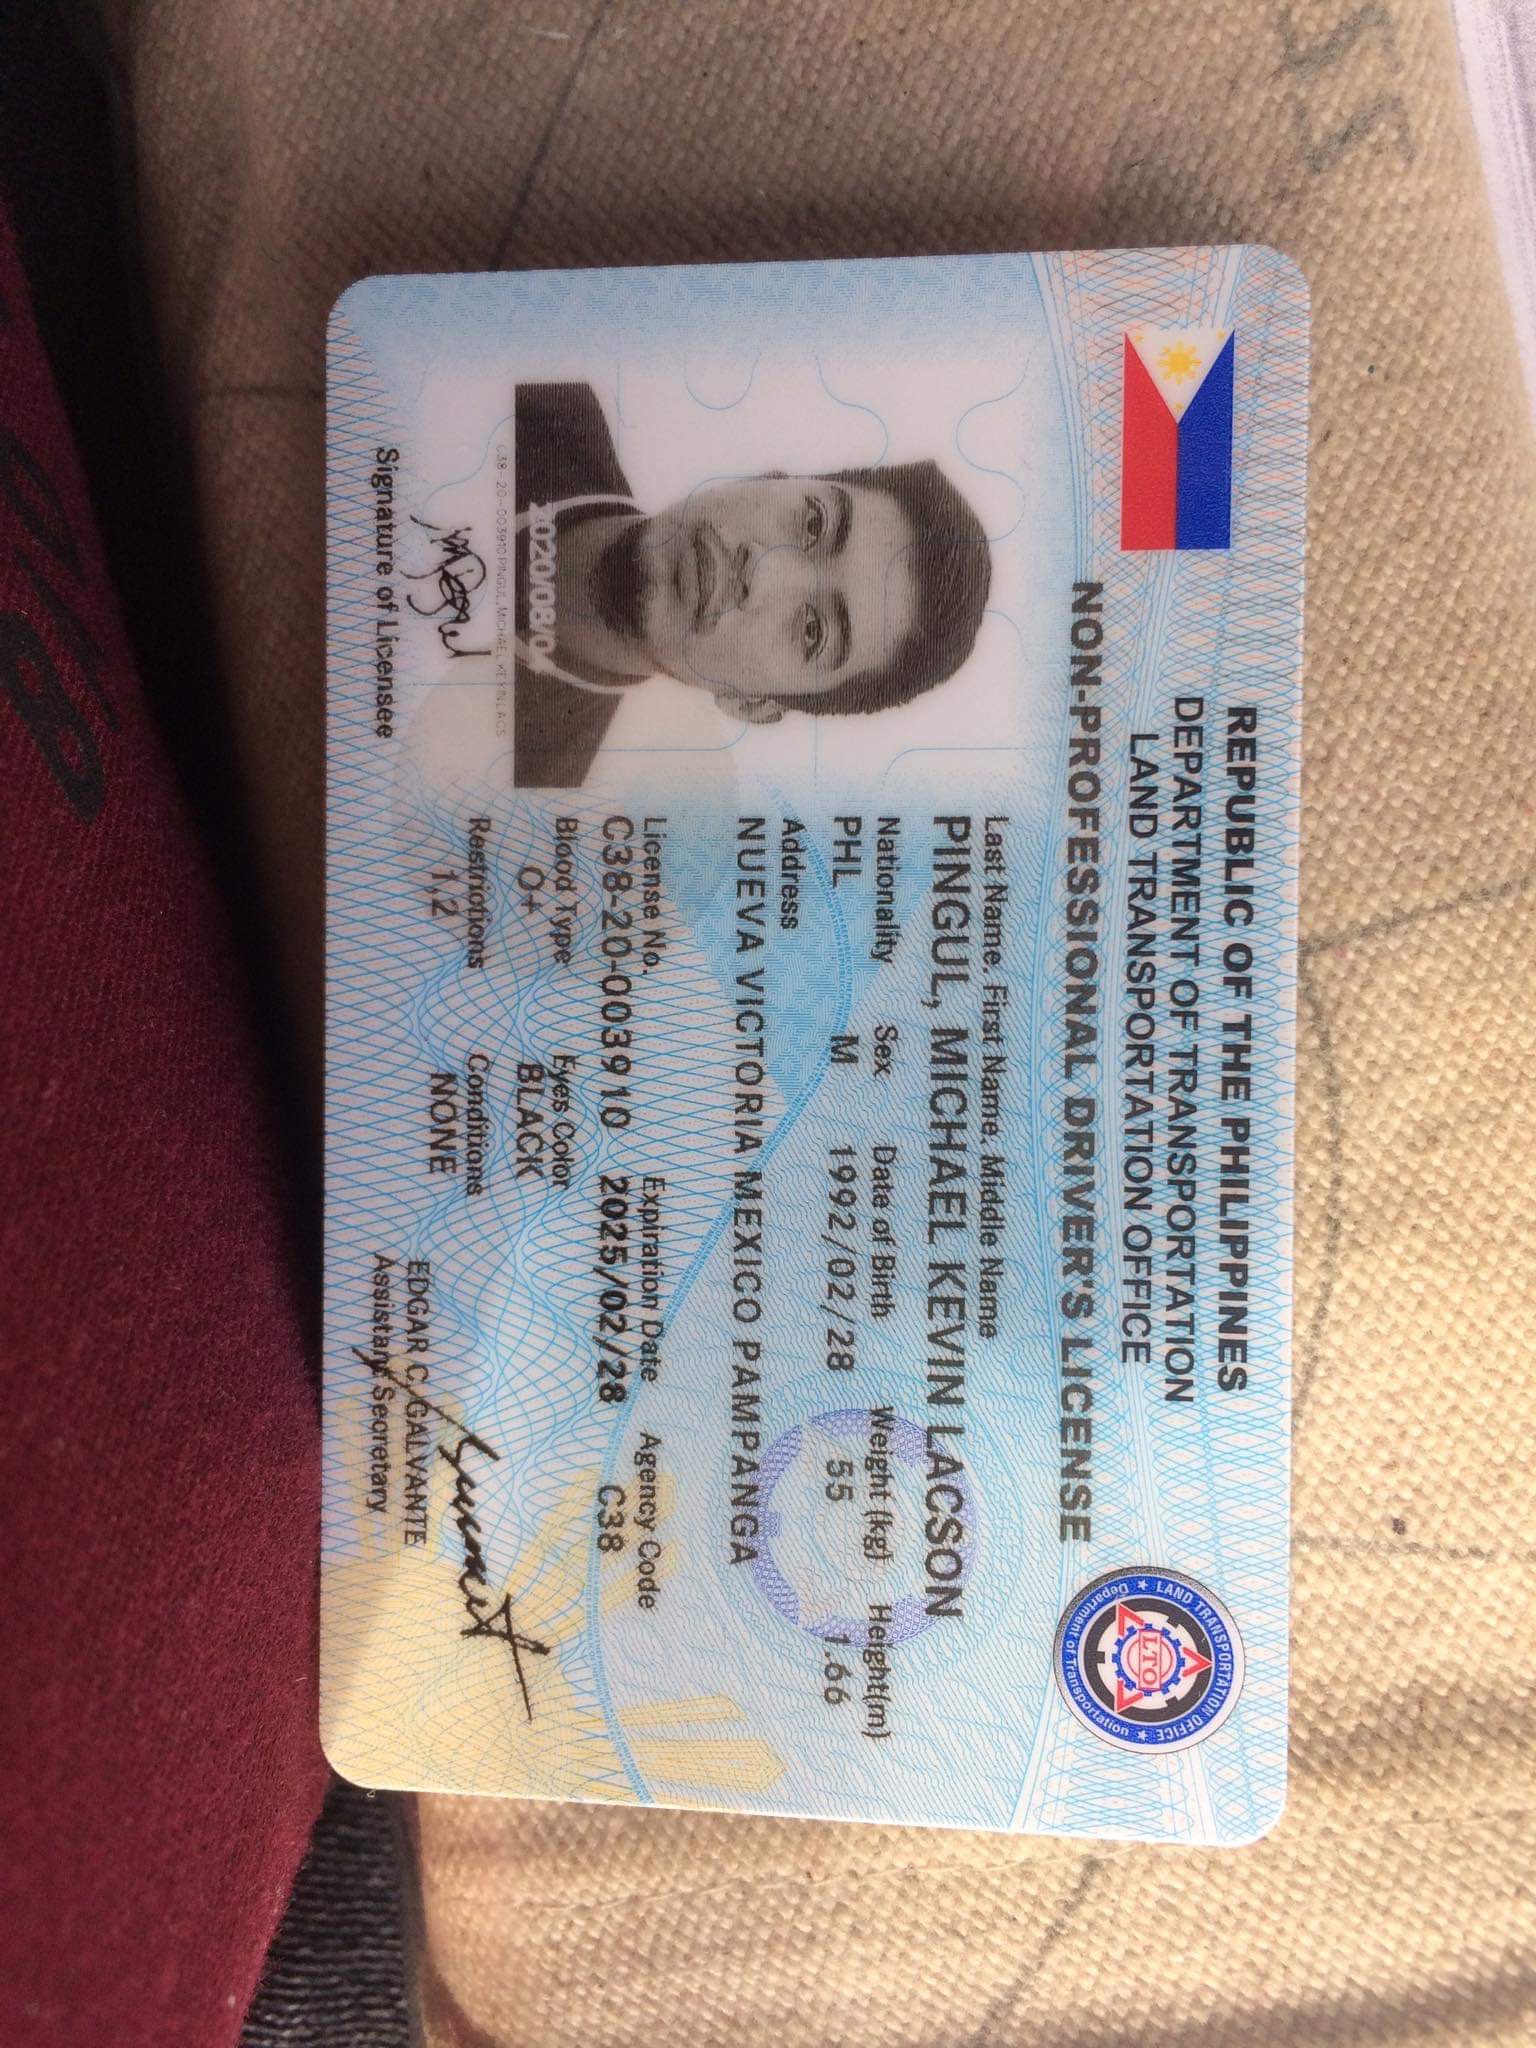 REPUBLIC OF THE PHILIPPINES
DEPARTMENT OF TRANSPORTATION
LAND TRANSPORTATION OFFICE
NON-PROFESSIONAL DRIVER'S LICENSE
LAND TRANSPORTATION OFFICE
LTO
Department of Transportation
Last Name. First Name. Middle Name
PINGUL, MICHAEL KEVIN LACSON
Nationality Sex Date of Birth Weight (kg) Height(m)
PHL M 1992/02/28 55 1.66
Address
NUEVA VICTORIA MEXICO PAMPANGA
License No. Expiration Date Agency Code
C38-20-003910 2025/02/28 C38
Blood Type Eyes Color
O+ BLACK
Restrictions Conditions
1,2 NONE
2020/08/04
C38-20-003910 PINGUL, MICHAEL KEVIN LACS
Signature of Licensee
EDGAR C. GALVANTE
Assistant Secretary